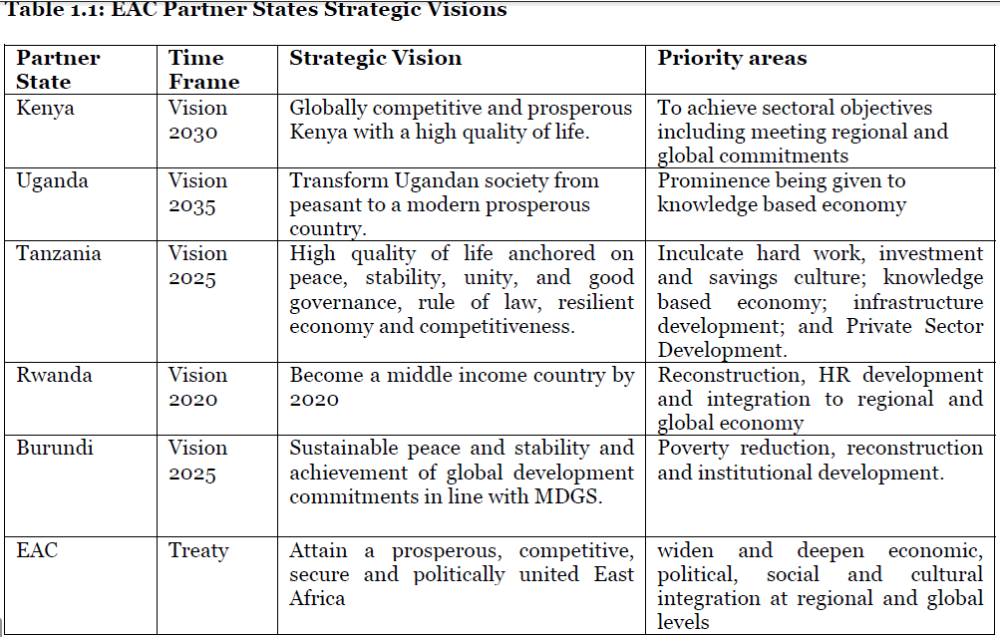 Table 1.1: EAC Partner States Strategic Visions
Partner State
Time Frame
Strategic Vision
Priority areas
Kenya
Vision
2030
Globally competitive and prosperous
Kenya with a high quality of life.
To achieve sectoral objectives
including meeting regional and
global commitments
Uganda
Vision
2035
Transform Ugandan society from
peasant to a modern prosperous
country.
Prominence being given to
knowledge based economy
Tanzania
Vision
2025
High quality of life anchored on
peace, stability, unity, and good
governance, rule of law, resilient
economy and competitiveness.
Inculcate hard work, investment
and savings culture; knowledge
based economy; infrastructure
development; and Private Sector
Development.
Rwanda
Vision
2020
Become a middle income country by
2020
Reconstruction, HR development
and integration to regional and
global economy
Burundi
Vision
2025
Sustainable peace and stability and
achievement of global development
commitments in line with MDGS.
Poverty reduction, reconstruction
and institutional development.
EAC
Treaty
Attain a prosperous, competitive,
secure and politically united East
Africa
widen and deepen economic,
political, social and cultural
integration at regional and global
levels